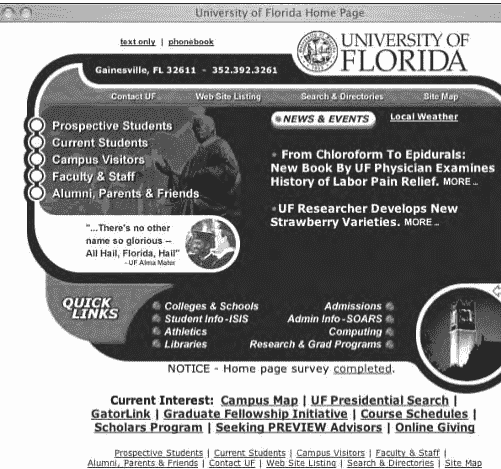 University of Florida Home Page
text only | phonebook
UNIVERSITY OF
FLORIDA
Gainesville, FL 32611 - 352.392.3261
Contact UF
Web Site Listing
Search & Directories
Site Map
Prospective Students
Current Students
Campus Visitors
Faculty & Staff
Alumni, Parents & Friends
NEWS & EVENTS
Local Weather
From Chloroform To Epidurals:
New Book By UF Physician Examines
History of Labor Pain Relief. MORE ..
UF Researcher Develops New
Strawberry Varieties. MORE ..
"...There's no other
name so glorious --
All Hail, Florida, Hail"
- UF Alma Mater
QUICK
LINKS
Colleges & Schools
Student Info-ISIS
Athletics
Libraries
Admissions
Admin Info-SOARS
Computing
Research & Grad Programs
NOTICE - Home page survey completed.
Current Interest: Campus Map | UF Presidential Search |
GatorLink | Graduate Fellowship Initiative | Course Schedules |
Scholars Program | Seeking PREVIEW Advisors | Online Giving
Prospective Students | Current Students | Campus Visitors | Faculty & Staff |
Alumni, Parents & Friends | Contact UF | Web Site Listing | Search & Directories | Site Map